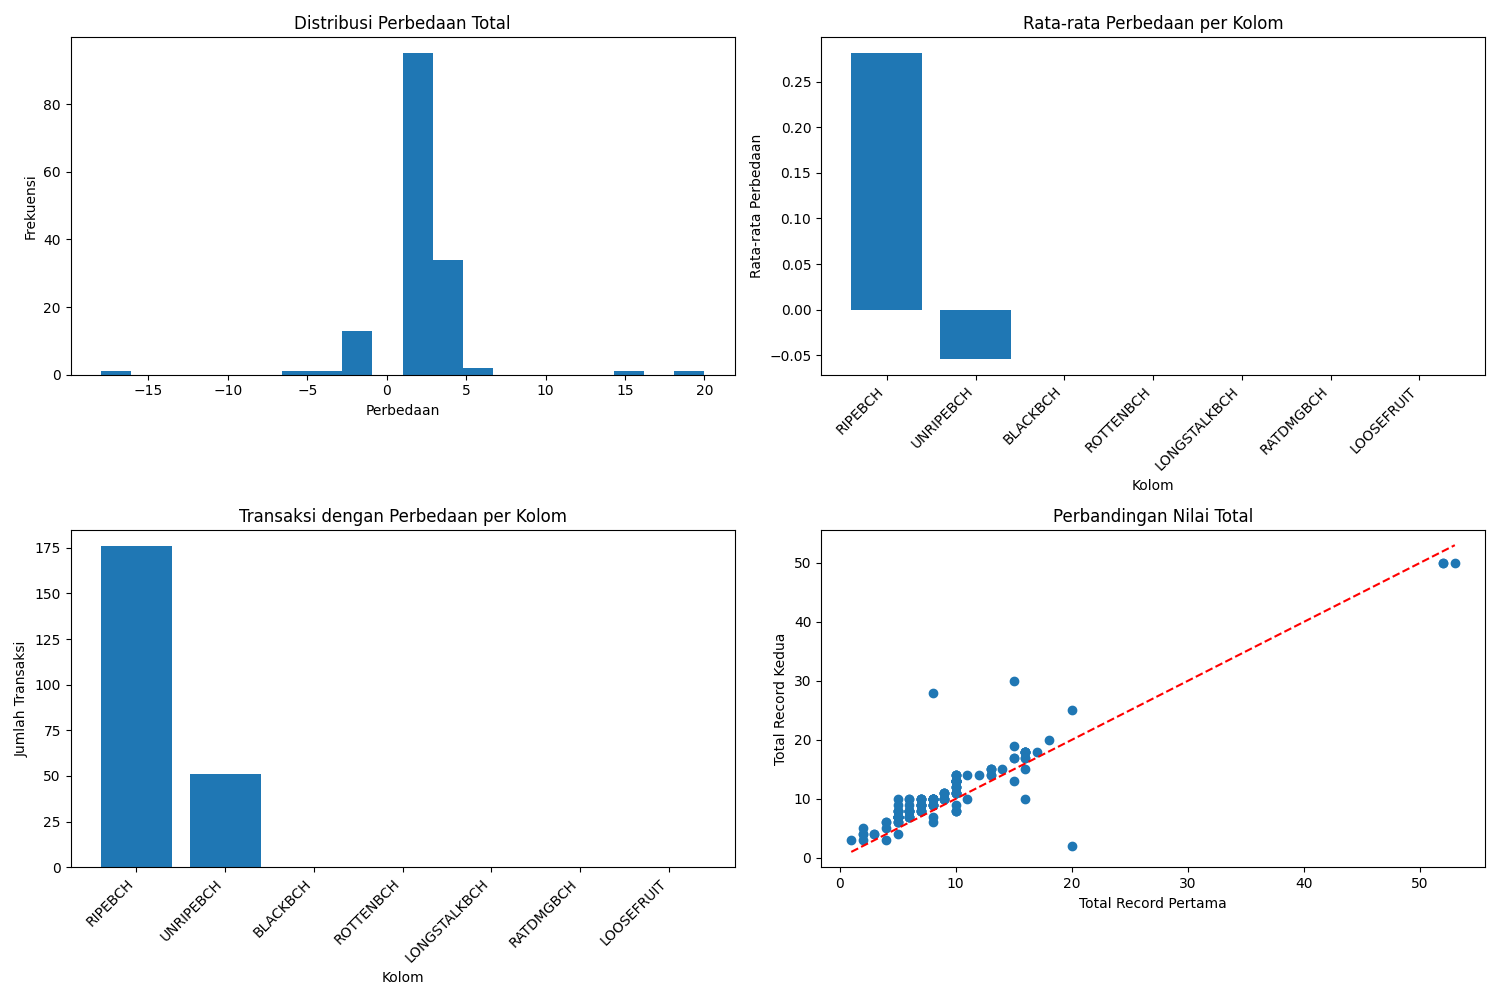 Distribusi Perbedaan Total
Frekuensi
80
60
40
20
0
−15
−10
−5
0
5
10
15
20
Perbedaan
Rata-rata Perbedaan per Kolom
Rata-rata Perbedaan
0.25
0.20
0.15
0.10
0.05
0.00
−0.05
RIPEBCH
UNRIPEBCH
BLACKBCH
ROTTENBCH
LONGSTALKBCH
RATDMGBCH
LOOSEFRUIT
Kolom
Transaksi dengan Perbedaan per Kolom
Jumlah Transaksi
175
150
125
100
75
50
25
0
RIPEBCH
UNRIPEBCH
BLACKBCH
ROTTENBCH
LONGSTALKBCH
RATDMGBCH
LOOSEFRUIT
Kolom
Perbandingan Nilai Total
Total Record Kedua
50
40
30
20
10
0
0
10
20
30
40
50
Total Record Pertama